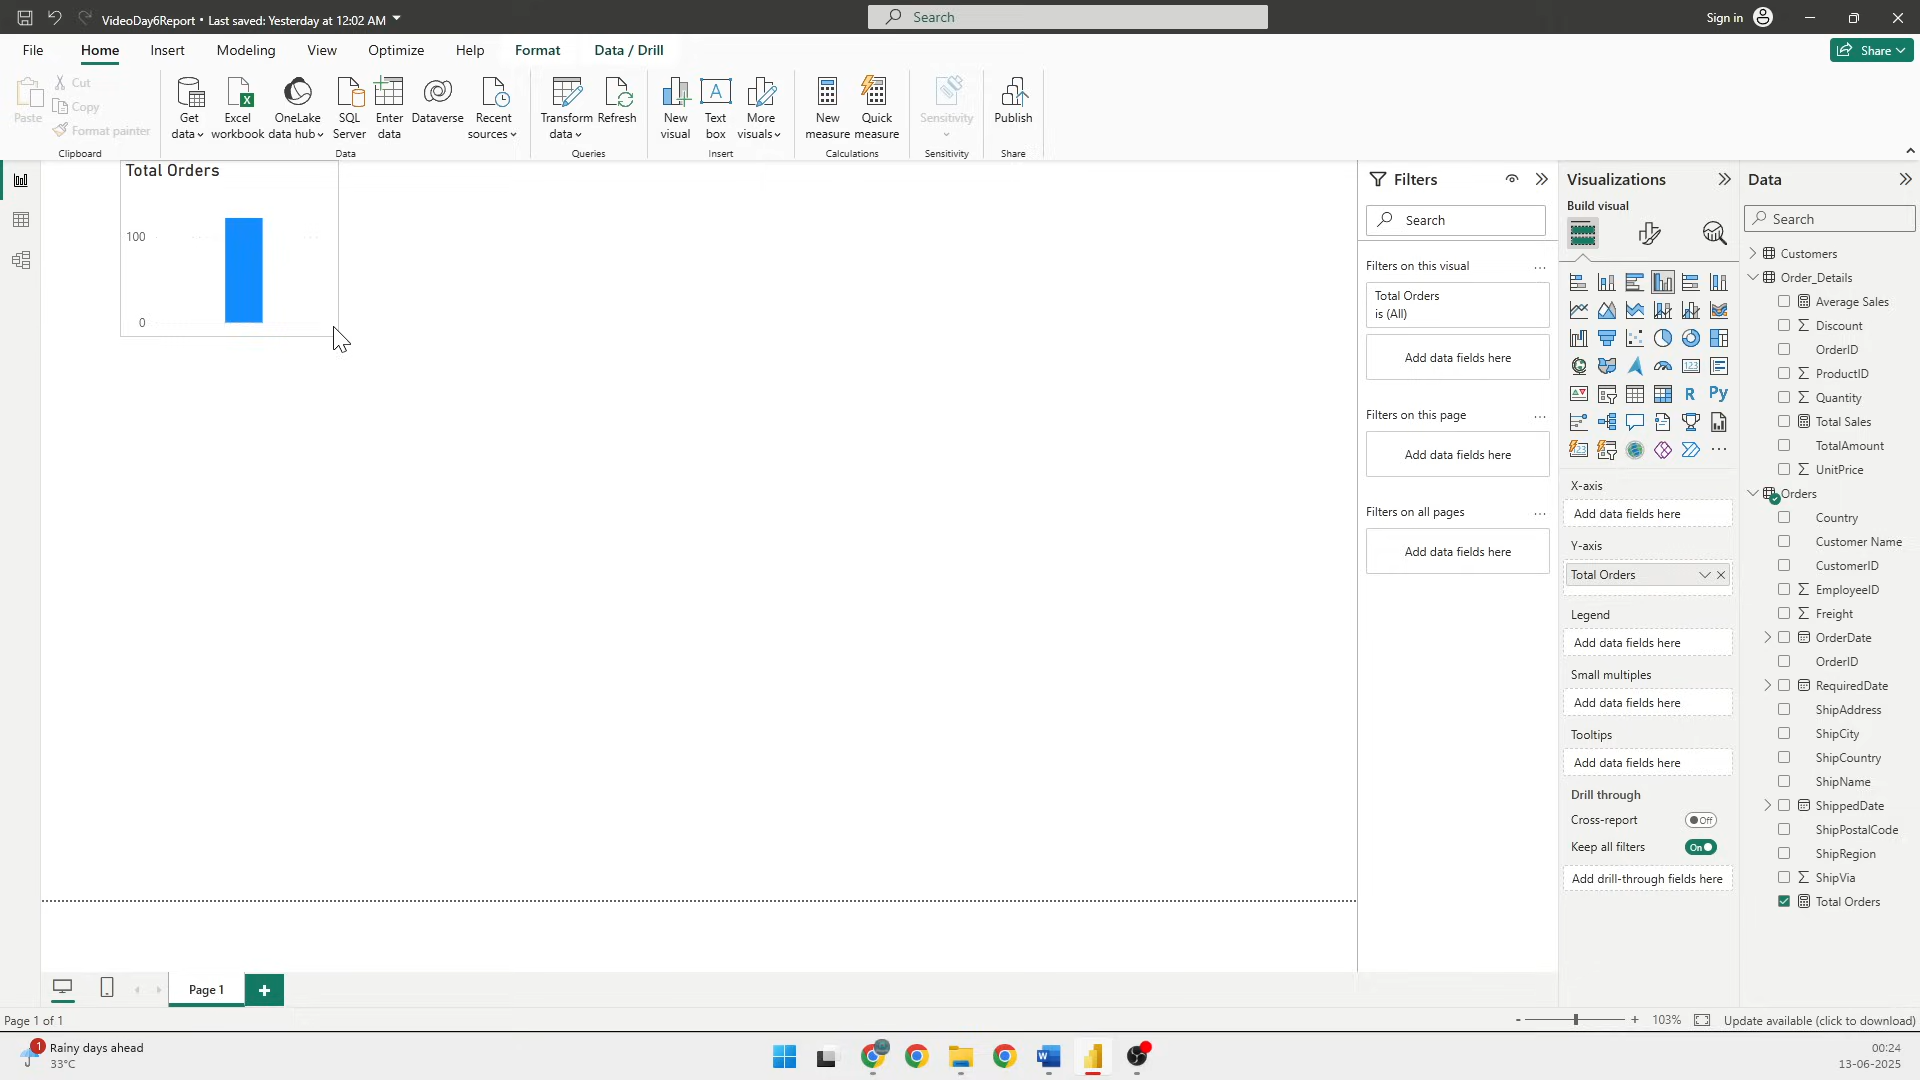 VideoDay6Report • Last saved: Yesterday at 12:02 AM
Search
Sign in
File
Home
Insert
Modeling
View
Optimize
Help
Format
Data / Drill
Share
Paste
Cut
Copy
Format painter
Clipboard
Get
data
Excel
workbook
OneLake
data hub
SQL
Server
Enter
data
Dataverse
Recent
sources
Data
Transform
data
Refresh
Queries
New
visual
Text
box
More
visuals
Insert
New
measure
Quick
measure
Calculations
Sensitivity
Sensitivity
Publish
Share
Total Orders
100
0
Filters
Search
Filters on this visual
Total Orders
is (All)
Add data fields here
Filters on this page
Add data fields here
Filters on all pages
Add data fields here
Visualizations
Build visual
R
Py
123
X-axis
Add data fields here
Y-axis
Total Orders
Legend
Add data fields here
Small multiples
Add data fields here
Tooltips
Add data fields here
Drill through
Cross-report
Off
Keep all filters
On
Add drill-through fields here
Data
Search
Customers
Order_Details
Average Sales
Discount
OrderID
ProductID
Quantity
Total Sales
TotalAmount
UnitPrice
Orders
Country
Customer Name
CustomerID
EmployeeID
Freight
OrderDate
OrderID
RequiredDate
ShipAddress
ShipCity
ShipCountry
ShipName
ShippedDate
ShipPostalCode
ShipRegion
ShipVia
Total Orders
Page 1
Page 1 of 1
103%
Update available (click to download)
1
Rainy days ahead
33°C
00:24
13-06-2025